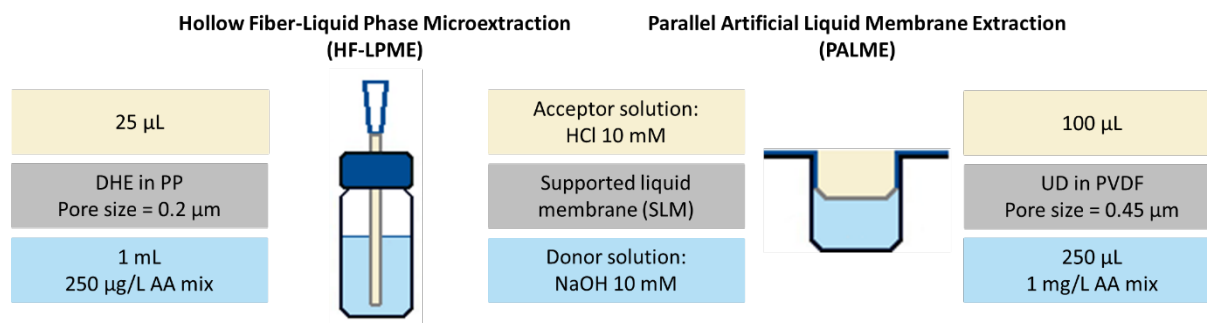 Hollow Fiber-Liquid Phase Microextraction
(HF-LPME)
Parallel Artificial Liquid Membrane Extraction
(PALME)
25 µL
DHE in PP
Pore size = 0.2 µm
1 mL
250 µg/L AA mix
Acceptor solution:
HCl 10 mM
Supported liquid
membrane (SLM)
Donor solution:
NaOH 10 mM
100 µL
UD in PVDF
Pore size = 0.45 µm
250 µL
1 mg/L AA mix